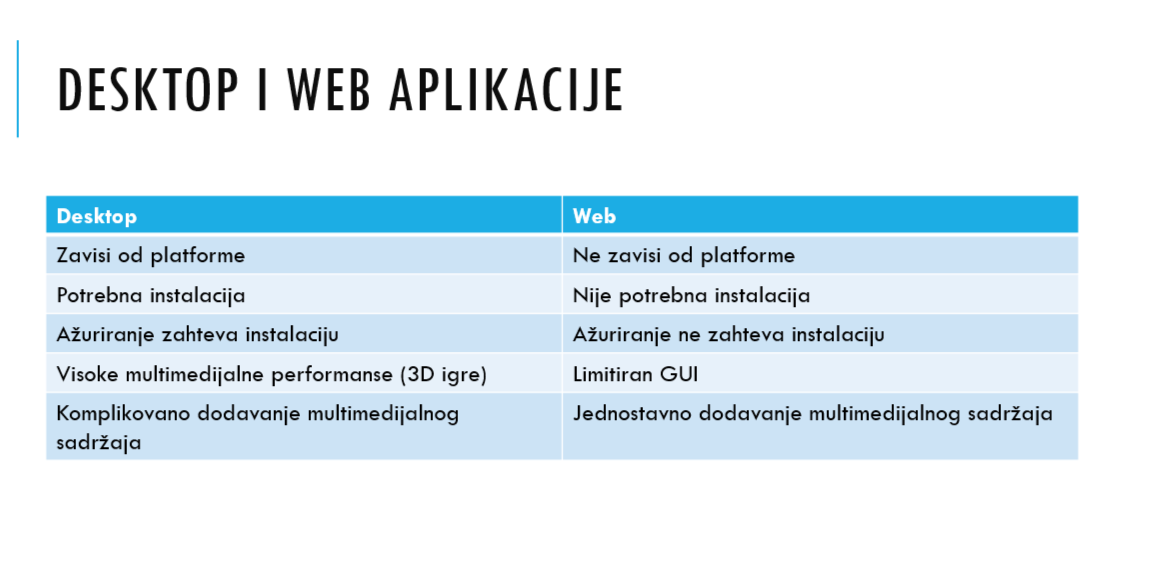 DESKTOP I WEB APLIKACIJE
Desktop
Web
Zavisi od platforme
Ne zavisi od platforme
Potrebna instalacija
Nije potrebna instalacija
Ažuriranje zahteva instalaciju
Ažuriranje ne zahteva instalaciju
Visoke multimedijalne performanse (3D igre)
Limitiran GUI
Komplikovano dodavanje multimedijalnog
sadržaja
Jednostavno dodavanje multimedijalnog sadržaja